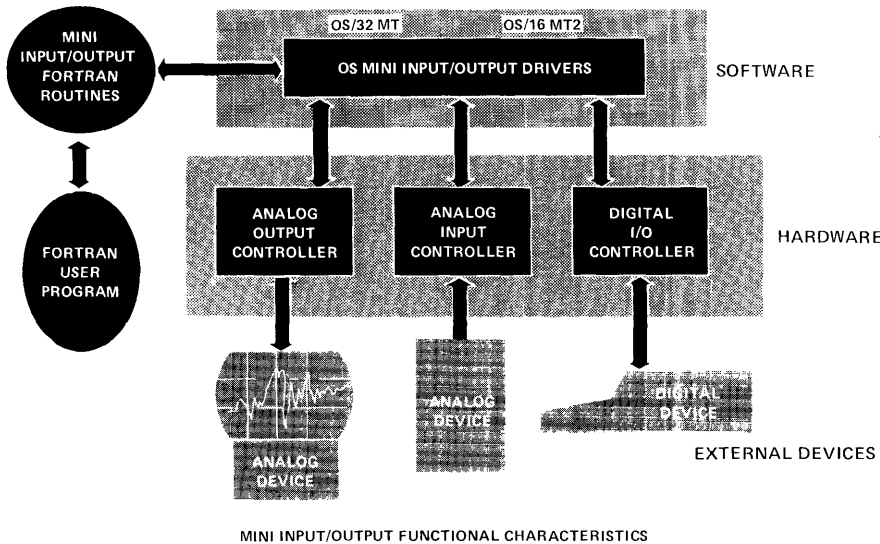 OS/32 MT
OS/16 MT2
MINI
INPUT/OUTPUT
FORTRAN
ROUTINES
OS MINI INPUT/OUTPUT DRIVERS
SOFTWARE
FORTRAN
USER
PROGRAM
ANALOG
OUTPUT
CONTROLLER
ANALOG
INPUT
CONTROLLER
DIGITAL
I/O
CONTROLLER
HARDWARE
ANALOG
DEVICE
ANALOG
DEVICE
DIGITAL
DEVICE
EXTERNAL DEVICES
MINI INPUT/OUTPUT FUNCTIONAL CHARACTERISTICS